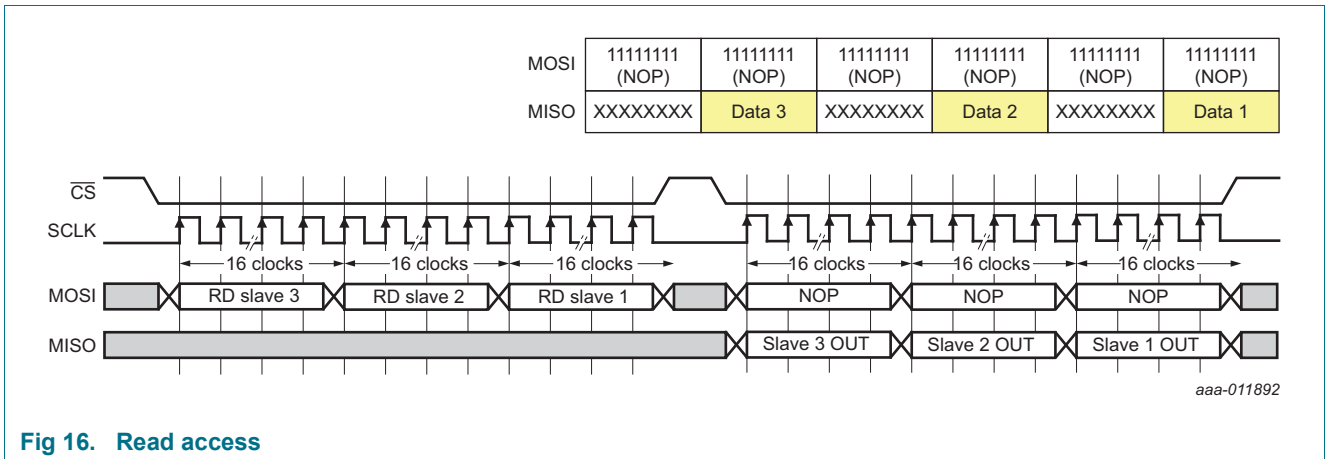 MOSI 11111111 11111111 11111111 11111111 11111111 11111111
(NOP) (NOP) (NOP) (NOP) (NOP) (NOP)
MISO XXXXXXXX Data 3 XXXXXXXX Data 2 XXXXXXXX Data 1
CS
SCLK
16 clocks 16 clocks 16 clocks 16 clocks 16 clocks 16 clocks
MOSI RD slave 3 RD slave 2 RD slave 1 NOP NOP NOP
MISO Slave 3 OUT Slave 2 OUT Slave 1 OUT
aaa-011892
Fig 16. Read access